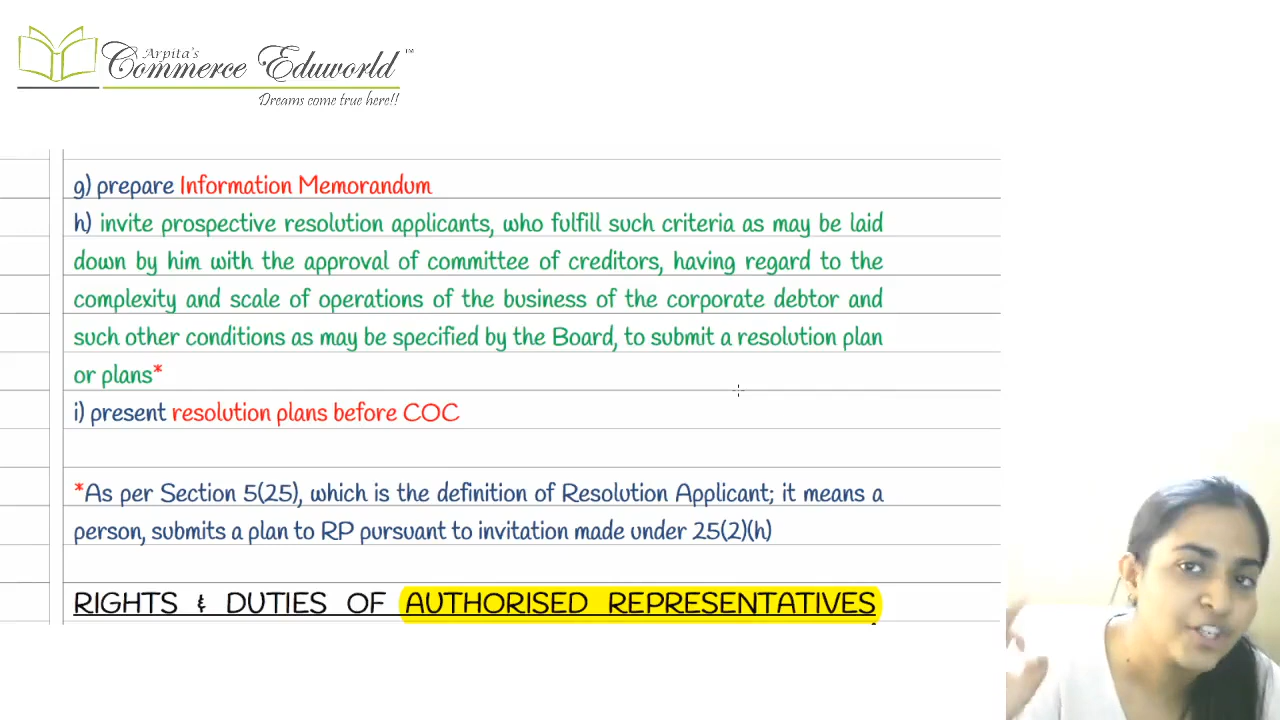 Arpita's
Commerce Eduworld™
Dreams come true here!!
g) prepare Information Memorandum
h) invite prospective resolution applicants, who fulfill such criteria as may be laid
down by him with the approval of committee of creditors, having regard to the
complexity and scale of operations of the business of the corporate debtor and
such other conditions as may be specified by the Board, to submit a resolution plan
or plans*
i) present resolution plans before COC
*As per Section 5(25), which is the definition of Resolution Applicant; it means a
person, submits a plan to RP pursuant to invitation made under 25(2)(h)
RIGHTS & DUTIES OF AUTHORISED REPRESENTATIVES